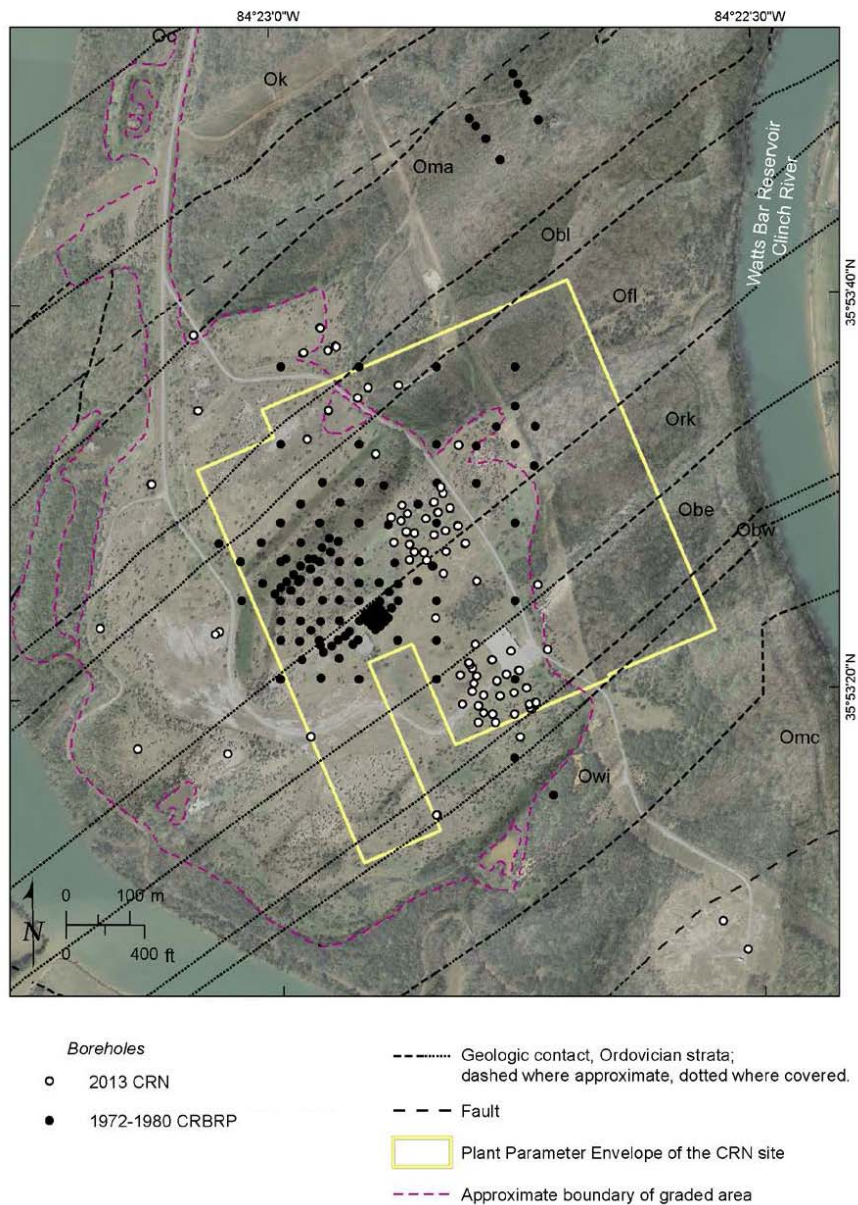 84°23'0"W
84°22'30"W
Oc
Ok
Oma
Obl
Ofl
Watts Bar Reservoir
Clinch River
35°53'40"N
Ork
Obe
Obw
35°53'20"N
Omc
Owi
0 100 m
N
0 400 ft
Boreholes
2013 CRN
1972-1980 CRBRP
Geologic contact, Ordovician strata;
dashed where approximate, dotted where covered.
Fault
Plant Parameter Envelope of the CRN site
Approximate boundary of graded area